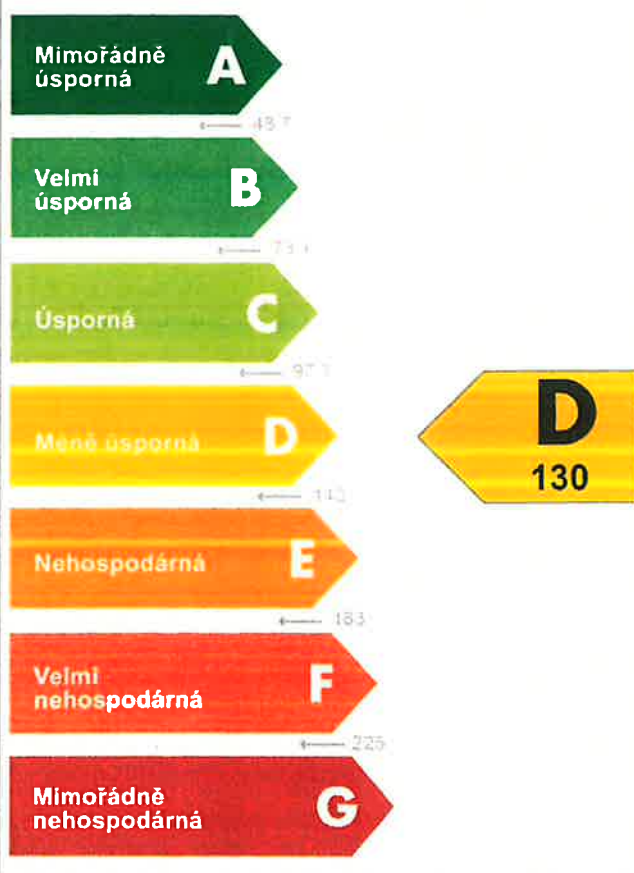 Mimořádně
úsporná
A
Velmi
úsporná
B
Úsporná
C
Méně úsporná
D
D
130
Nehospodárná
E
183
Velmi
nehospodárná
F
225
Mimořádně
nehospodárná
G